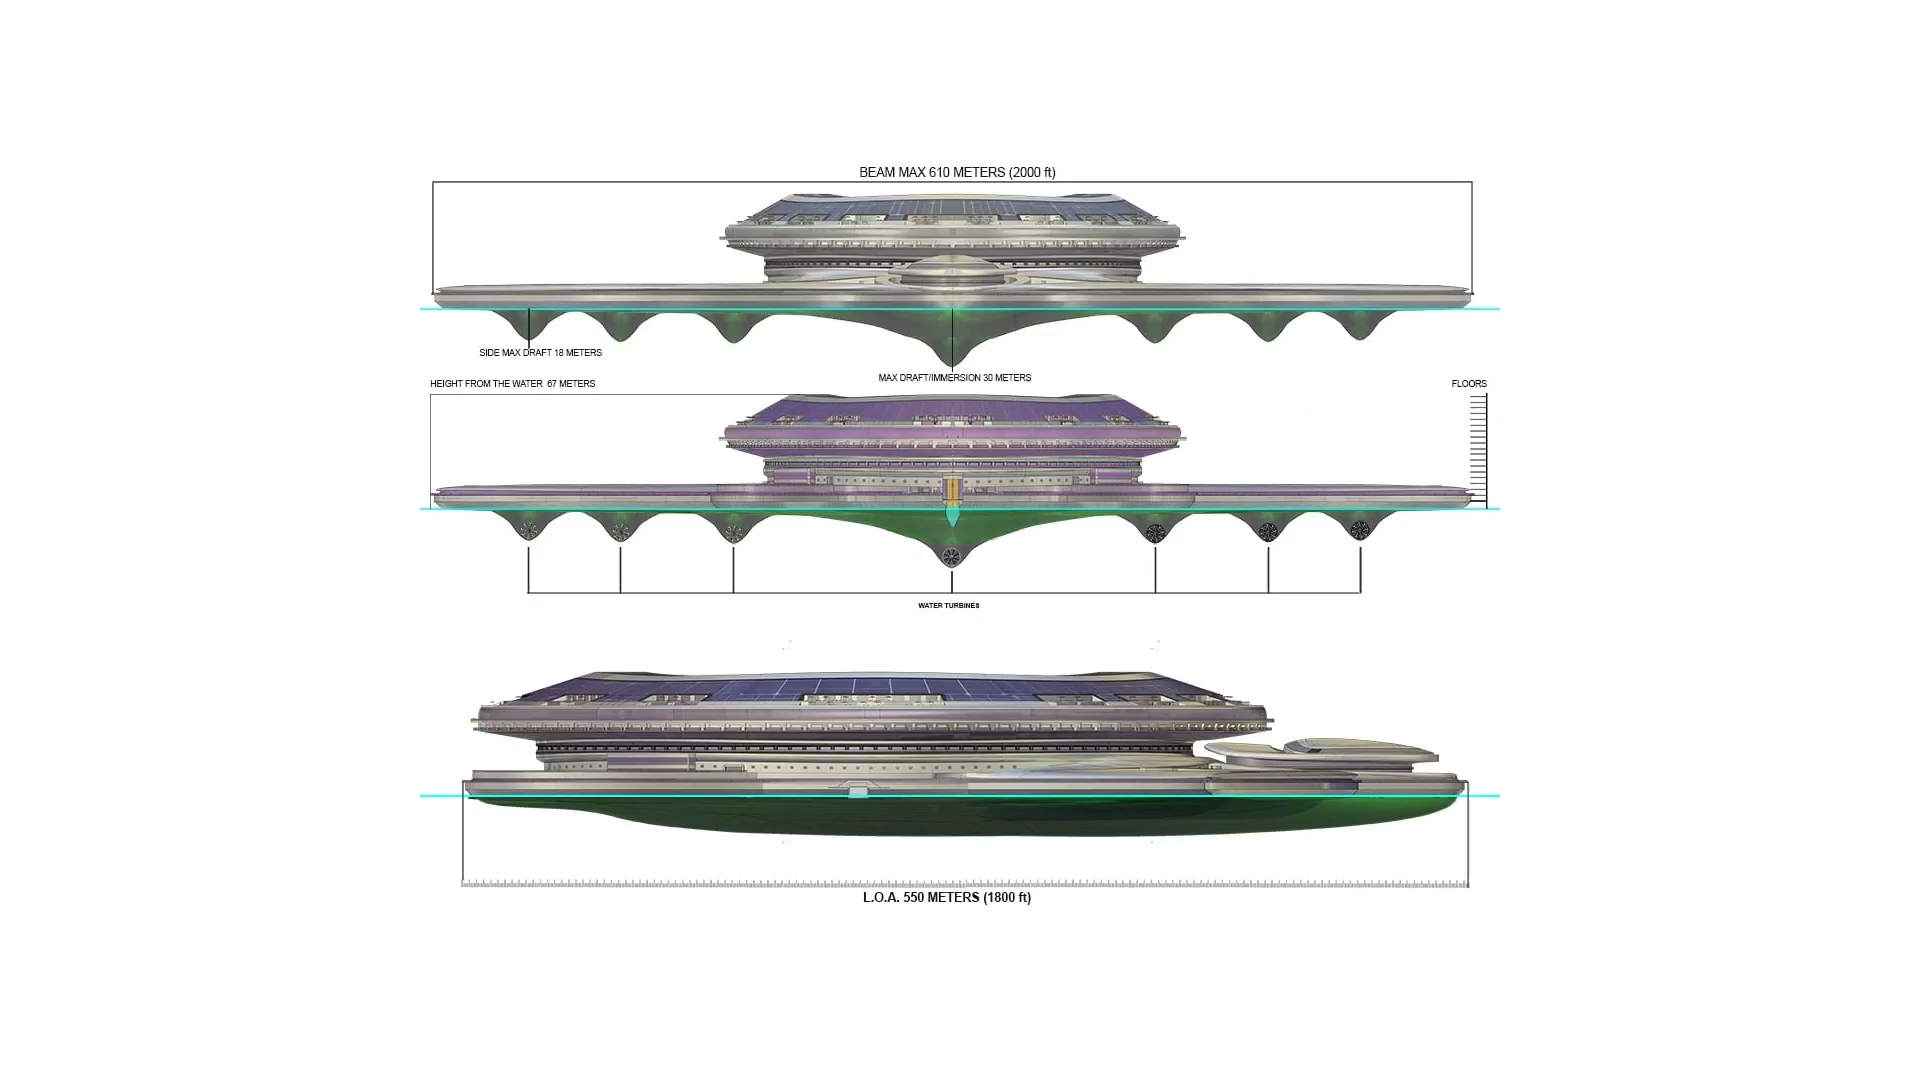 BEAM MAX 610 METERS (2000 ft)
SIDE MAX DRAFT 18 METERS
MAX DRAFT/IMMERSION 30 METERS
HEIGHT FROM THE WATER 67 METERS
FLOORS
WATER TURBINES
L.O.A. 550 METERS (1800 ft)